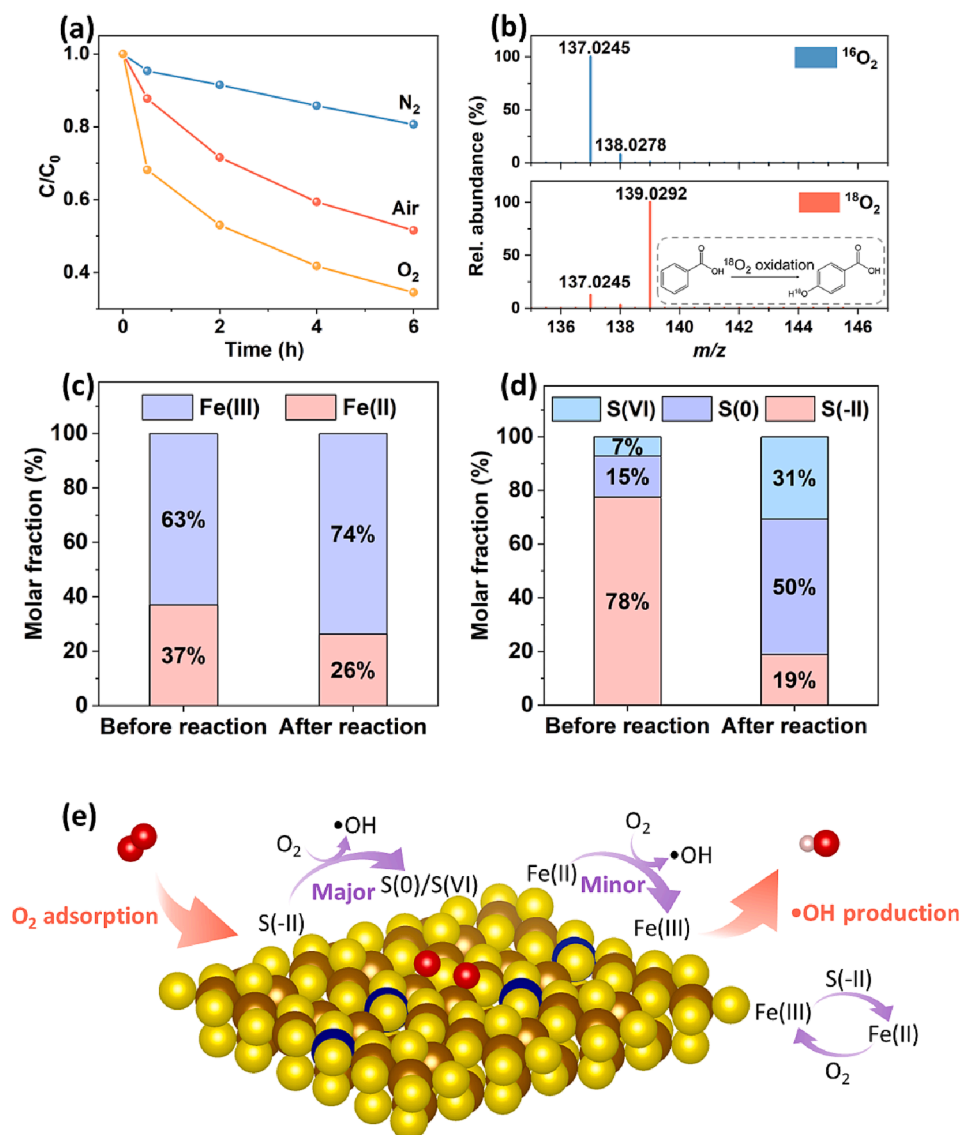 (a)
1.0
0.8
0.6
0.4
C/C₀
N₂
Air
O₂
0 2 4 6
Time (h)
(b)
100
50
0
137.0245
138.0278
¹⁶O₂
Rel. abundance (%)
100
50
0
139.0292
137.0245
¹⁸O₂
O
OH
¹⁸O₂ oxidation
O
OH
H¹⁸O
136 138 140 142 144 146
m/z
(c)
Fe(III) Fe(II)
100
80
60
40
20
0
Molar fraction (%)
63%
37%
74%
26%
Before reaction After reaction
(d)
S(VI) S(0) S(-II)
100
80
60
40
20
0
Molar fraction (%)
7%
15%
78%
31%
50%
19%
Before reaction After reaction
(e)
O₂ adsorption
S(-II)
O₂
•OH
Major
S(0)/S(VI)
Fe(II)
O₂
•OH
Minor
Fe(III)
•OH production
Fe(III)
S(-II)
Fe(II)
O₂